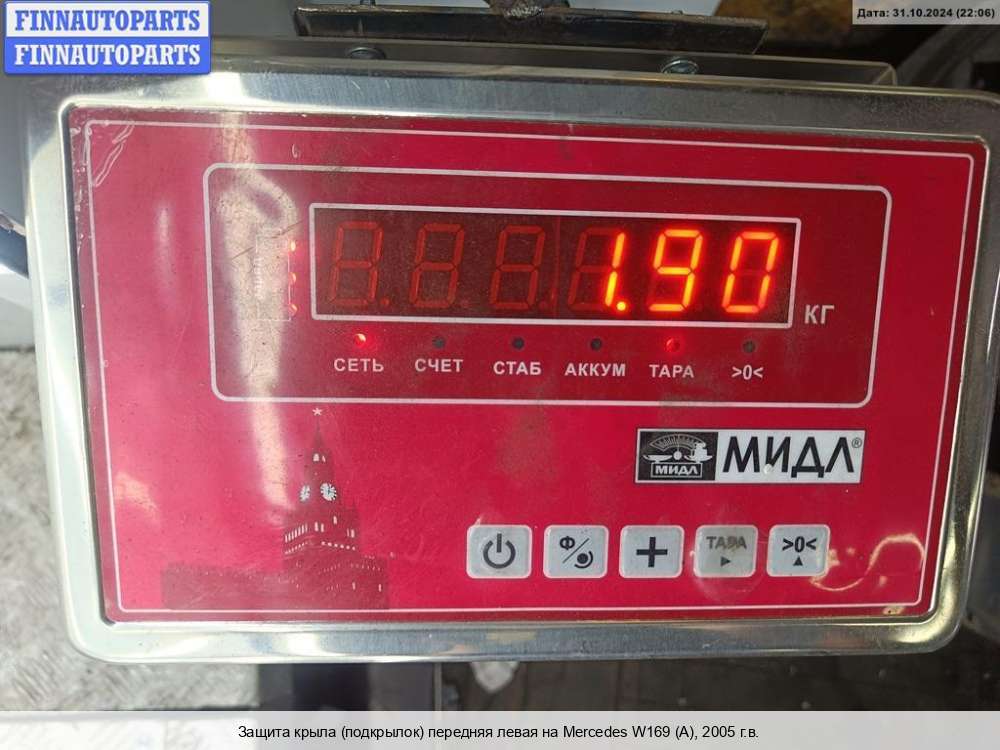 FINNAUTOPARTS
FINNAUTOPARTS
Дата: 31.10.2024 (22:06)
1.90
КГ
СЕТЬ СЧЕТ СТАБ АККУМ ТАРА >0<
МИДЛ МИДЛ®
Ф + ТАРА >0<
Защита крыла (подкрылок) передняя левая на Mercedes W169 (A), 2005 г.в.